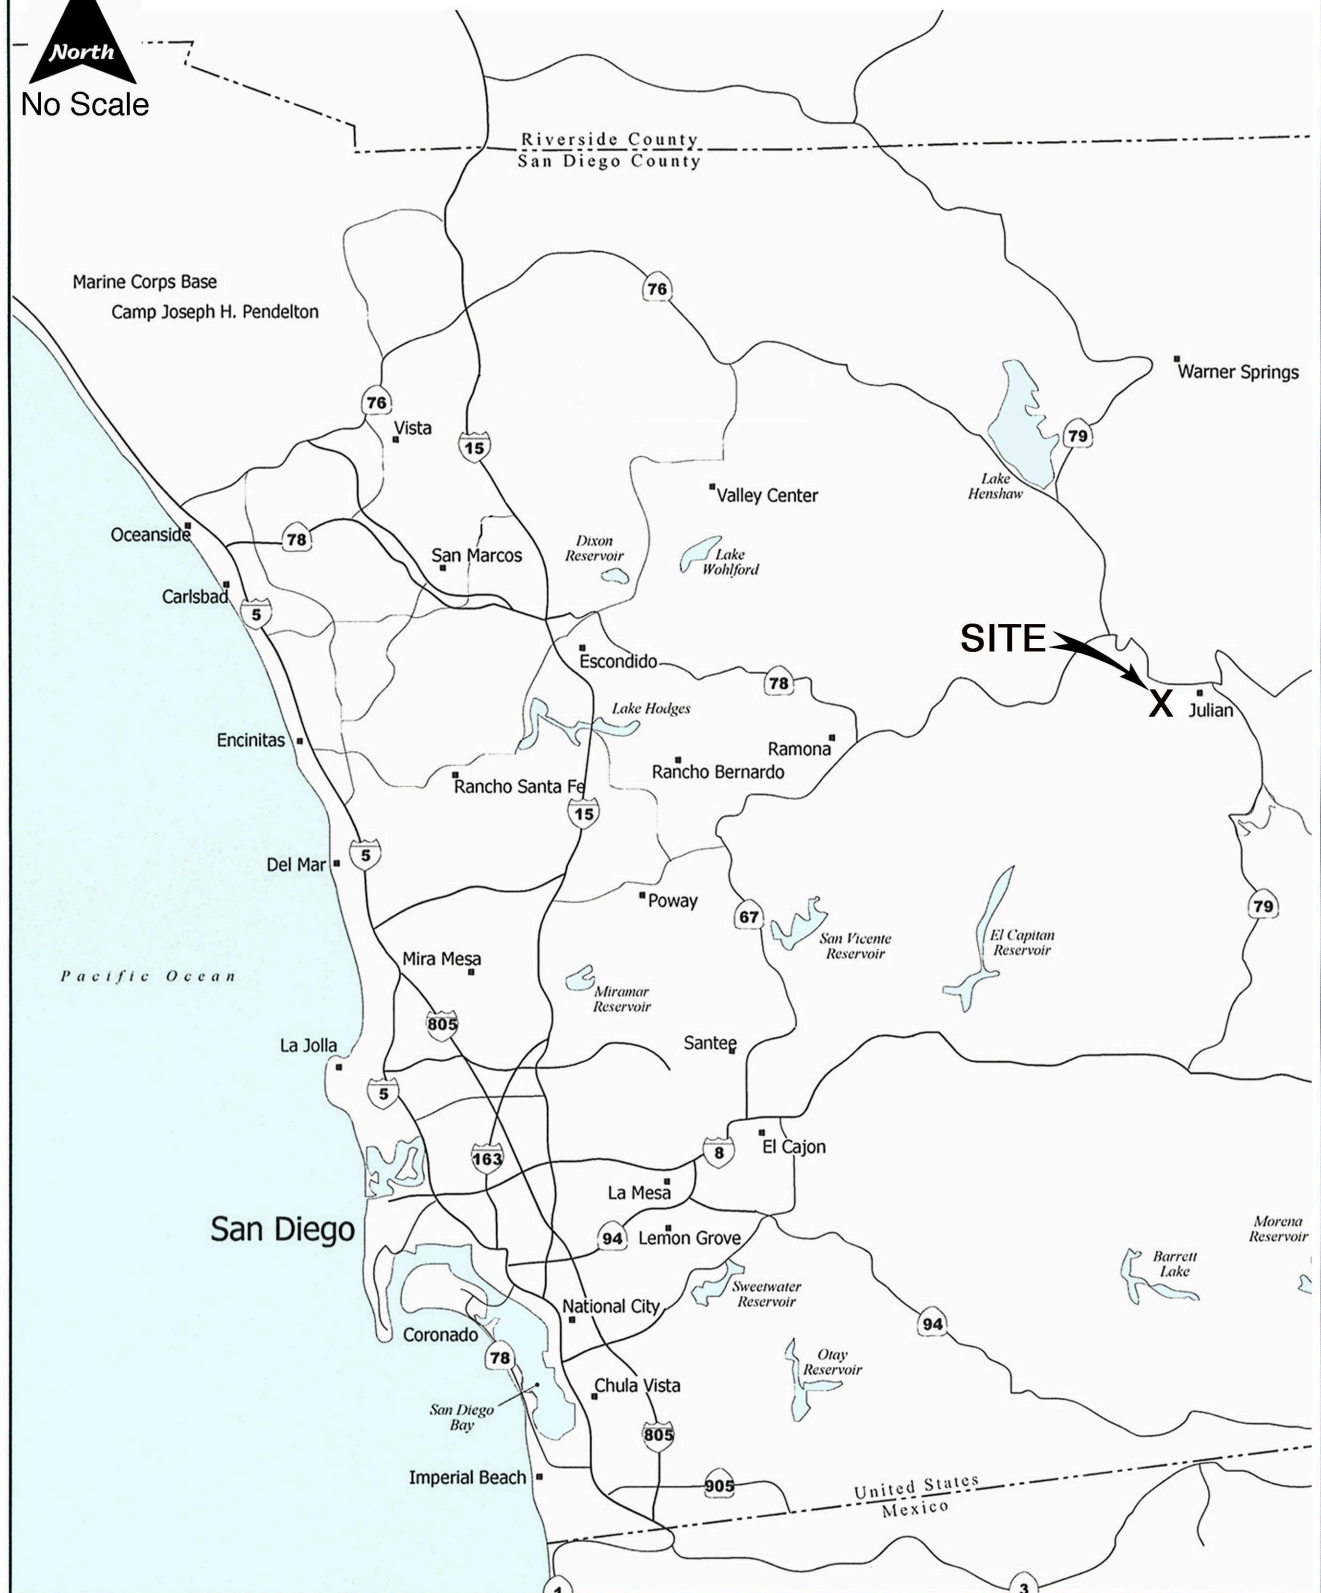 North
No Scale
Riverside County
San Diego County
Marine Corps Base
Camp Joseph H. Pendelton
76
Warner Springs
76
Vista
15
79
Lake
Henshaw
Valley Center
Oceanside
78
San Marcos
Dixon
Reservoir
Lake
Wohlford
Carlsbad
5
SITE
Escondido
78
X
Julian
Lake Hodges
Encinitas
Ramona
Rancho Bernardo
Rancho Santa Fe
15
5
Del Mar
Poway
67
79
San Vicente
Reservoir
El Capitan
Reservoir
Mira Mesa
Pacific Ocean
Miramar
Reservoir
805
La Jolla
Santee
5
8
El Cajon
163
La Mesa
San Diego
94
Lemon Grove
Morena
Reservoir
Barrett
Lake
Sweetwater
Reservoir
National City
94
Coronado
78
Otay
Reservoir
Chula Vista
San Diego
Bay
805
Imperial Beach
905
United States
Mexico
1
3